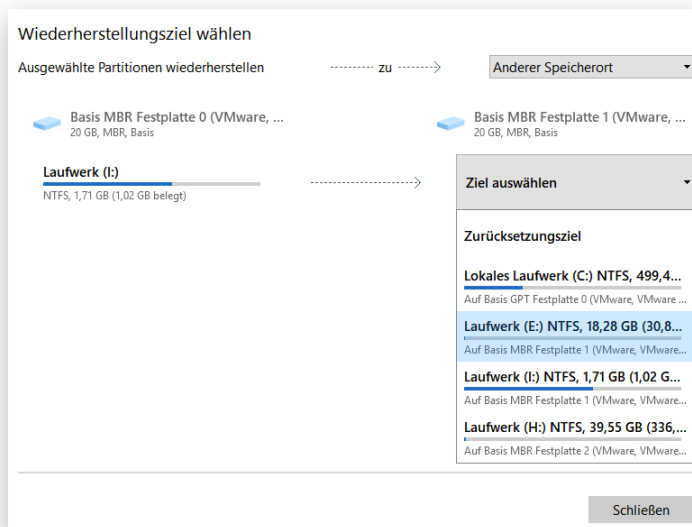 Wiederherstellungsziel wählen
Ausgewählte Partitionen wiederherstellen zu Anderer Speicherort
Basis MBR Festplatte 0 (VMware, ...
20 GB, MBR, Basis
Basis MBR Festplatte 1 (VMware, ...
20 GB, MBR, Basis
Laufwerk (I:)
NTFS, 1,71 GB (1,02 GB belegt)
Ziel auswählen
Zurücksetzungsziel
Lokales Laufwerk (C:) NTFS, 499,4...
Auf Basis GPT Festplatte 0 (VMware, VMware ...
Laufwerk (E:) NTFS, 18,28 GB (30,8...
Auf Basis MBR Festplatte 1 (VMware, VMware...
Laufwerk (I:) NTFS, 1,71 GB (1,02 G...
Auf Basis MBR Festplatte 1 (VMware, VMware...
Laufwerk (H:) NTFS, 39,55 GB (336,...
Auf Basis MBR Festplatte 2 (VMware, VMware...
Schließen